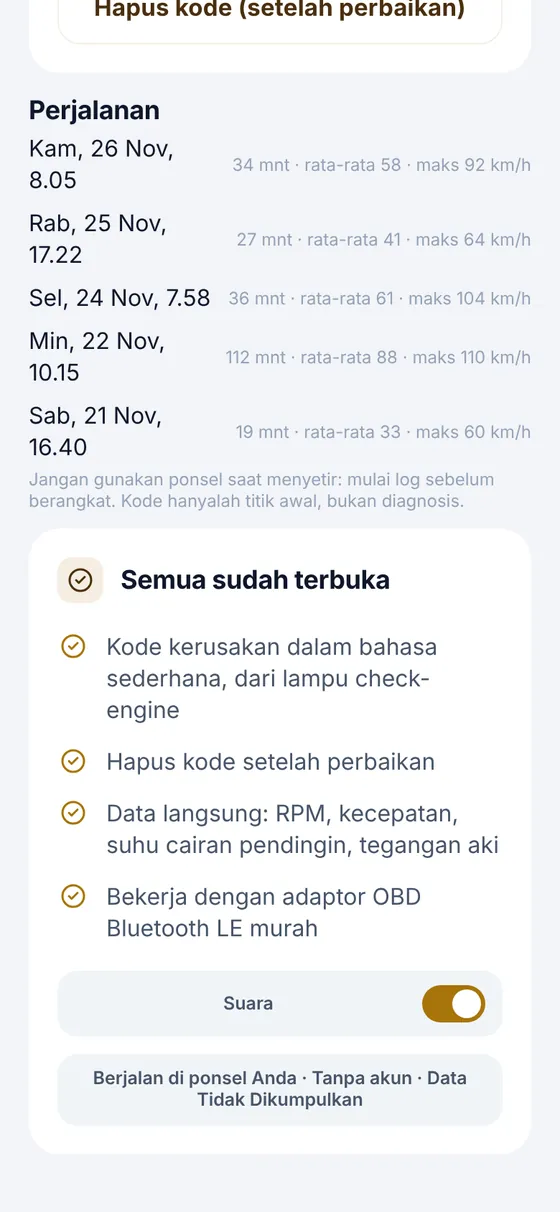 Hapus kode (setelah perbaikan)
Perjalanan
Kam, 26 Nov,
8.05
34 mnt · rata-rata 58 · maks 92 km/h
Rab, 25 Nov,
17.22
27 mnt · rata-rata 41 · maks 64 km/h
Sel, 24 Nov, 7.58
36 mnt · rata-rata 61 · maks 104 km/h
Min, 22 Nov,
10.15
112 mnt · rata-rata 88 · maks 110 km/h
Sab, 21 Nov,
16.40
19 mnt · rata-rata 33 · maks 60 km/h
Jangan gunakan ponsel saat menyetir: mulai log sebelum
berangkat. Kode hanyalah titik awal, bukan diagnosis.
Semua sudah terbuka
Kode kerusakan dalam bahasa
sederhana, dari lampu check-
engine
Hapus kode setelah perbaikan
Data langsung: RPM, kecepatan,
suhu cairan pendingin, tegangan aki
Bekerja dengan adaptor OBD
Bluetooth LE murah
Suara
Berjalan di ponsel Anda · Tanpa akun · Data
Tidak Dikumpulkan